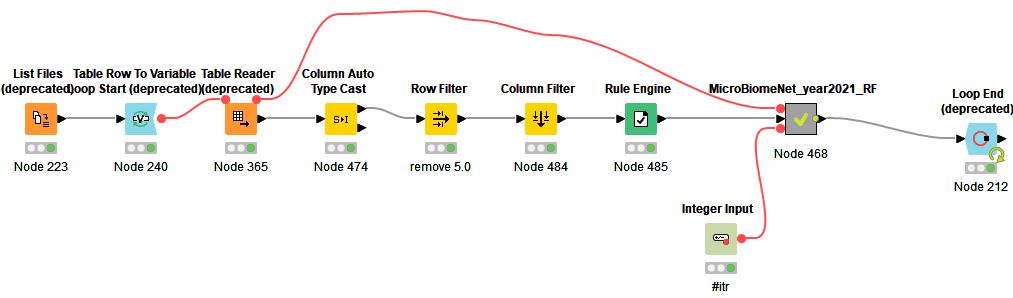 List Files
(deprecated)
Table Row To Variable
Loop Start (deprecated)
Table Reader
(deprecated)
Column Auto
Type Cast
Row Filter
Column Filter
Rule Engine
MicroBiomeNet_year2021_RF
Loop End
(deprecated)
V
S▸I
Node 223
Node 240
Node 365
Node 474
remove 5.0
Node 484
Node 485
Node 468
Node 212
Integer Input
#itr